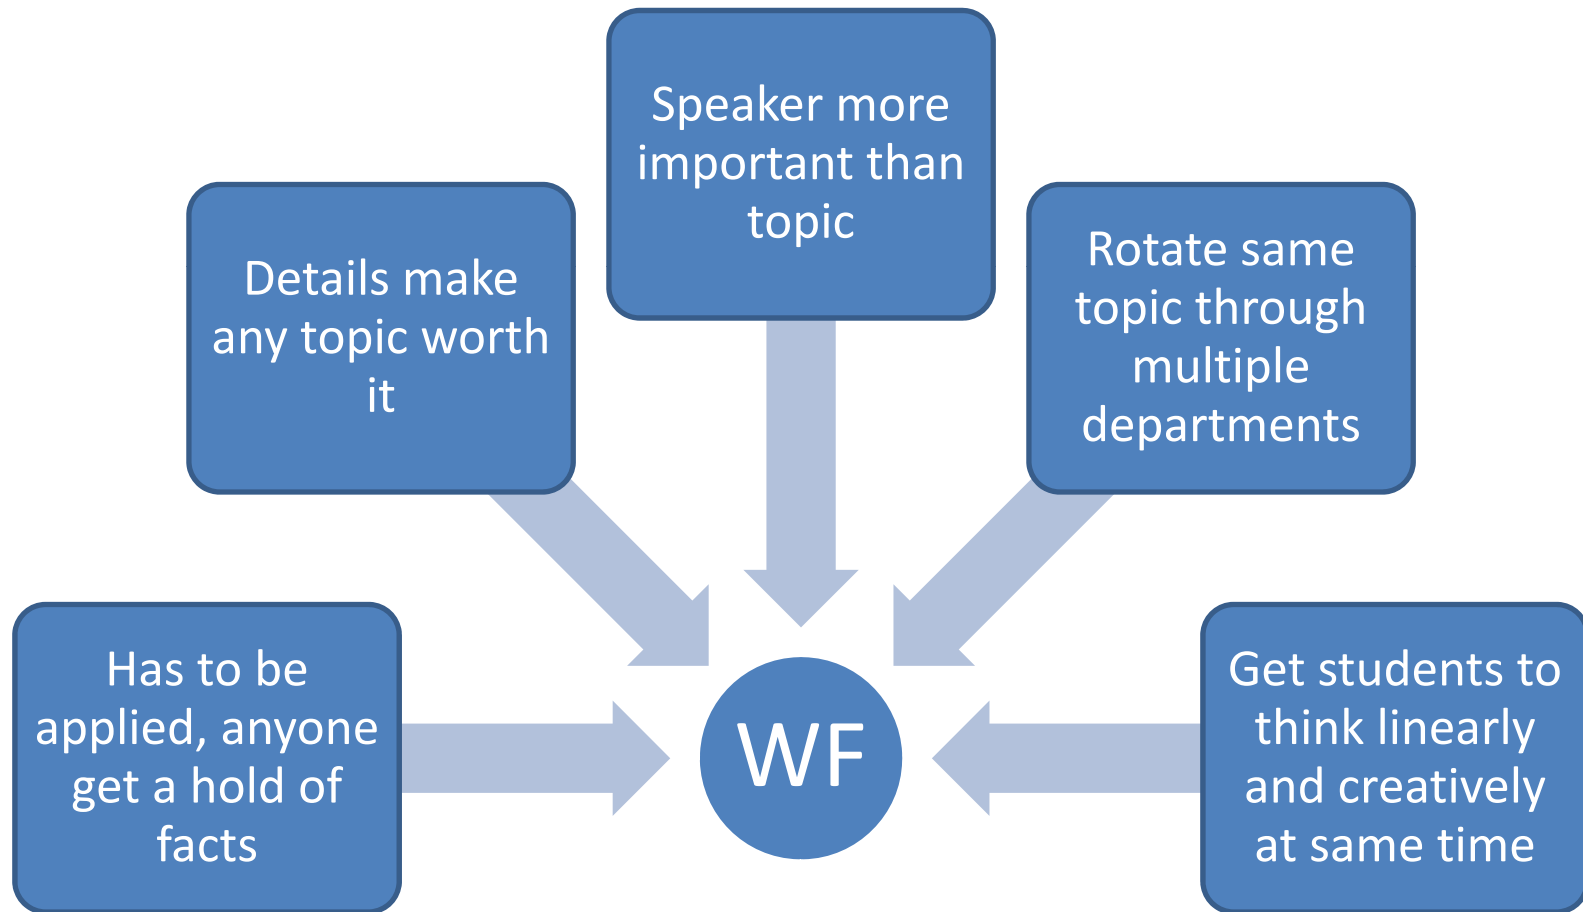 Speaker more
important than
topic
Details make
any topic worth
it
Rotate same
topic through
multiple
departments
Has to be
applied, anyone
get a hold of
facts
WF
Get students to
think linearly
and creatively
at same time